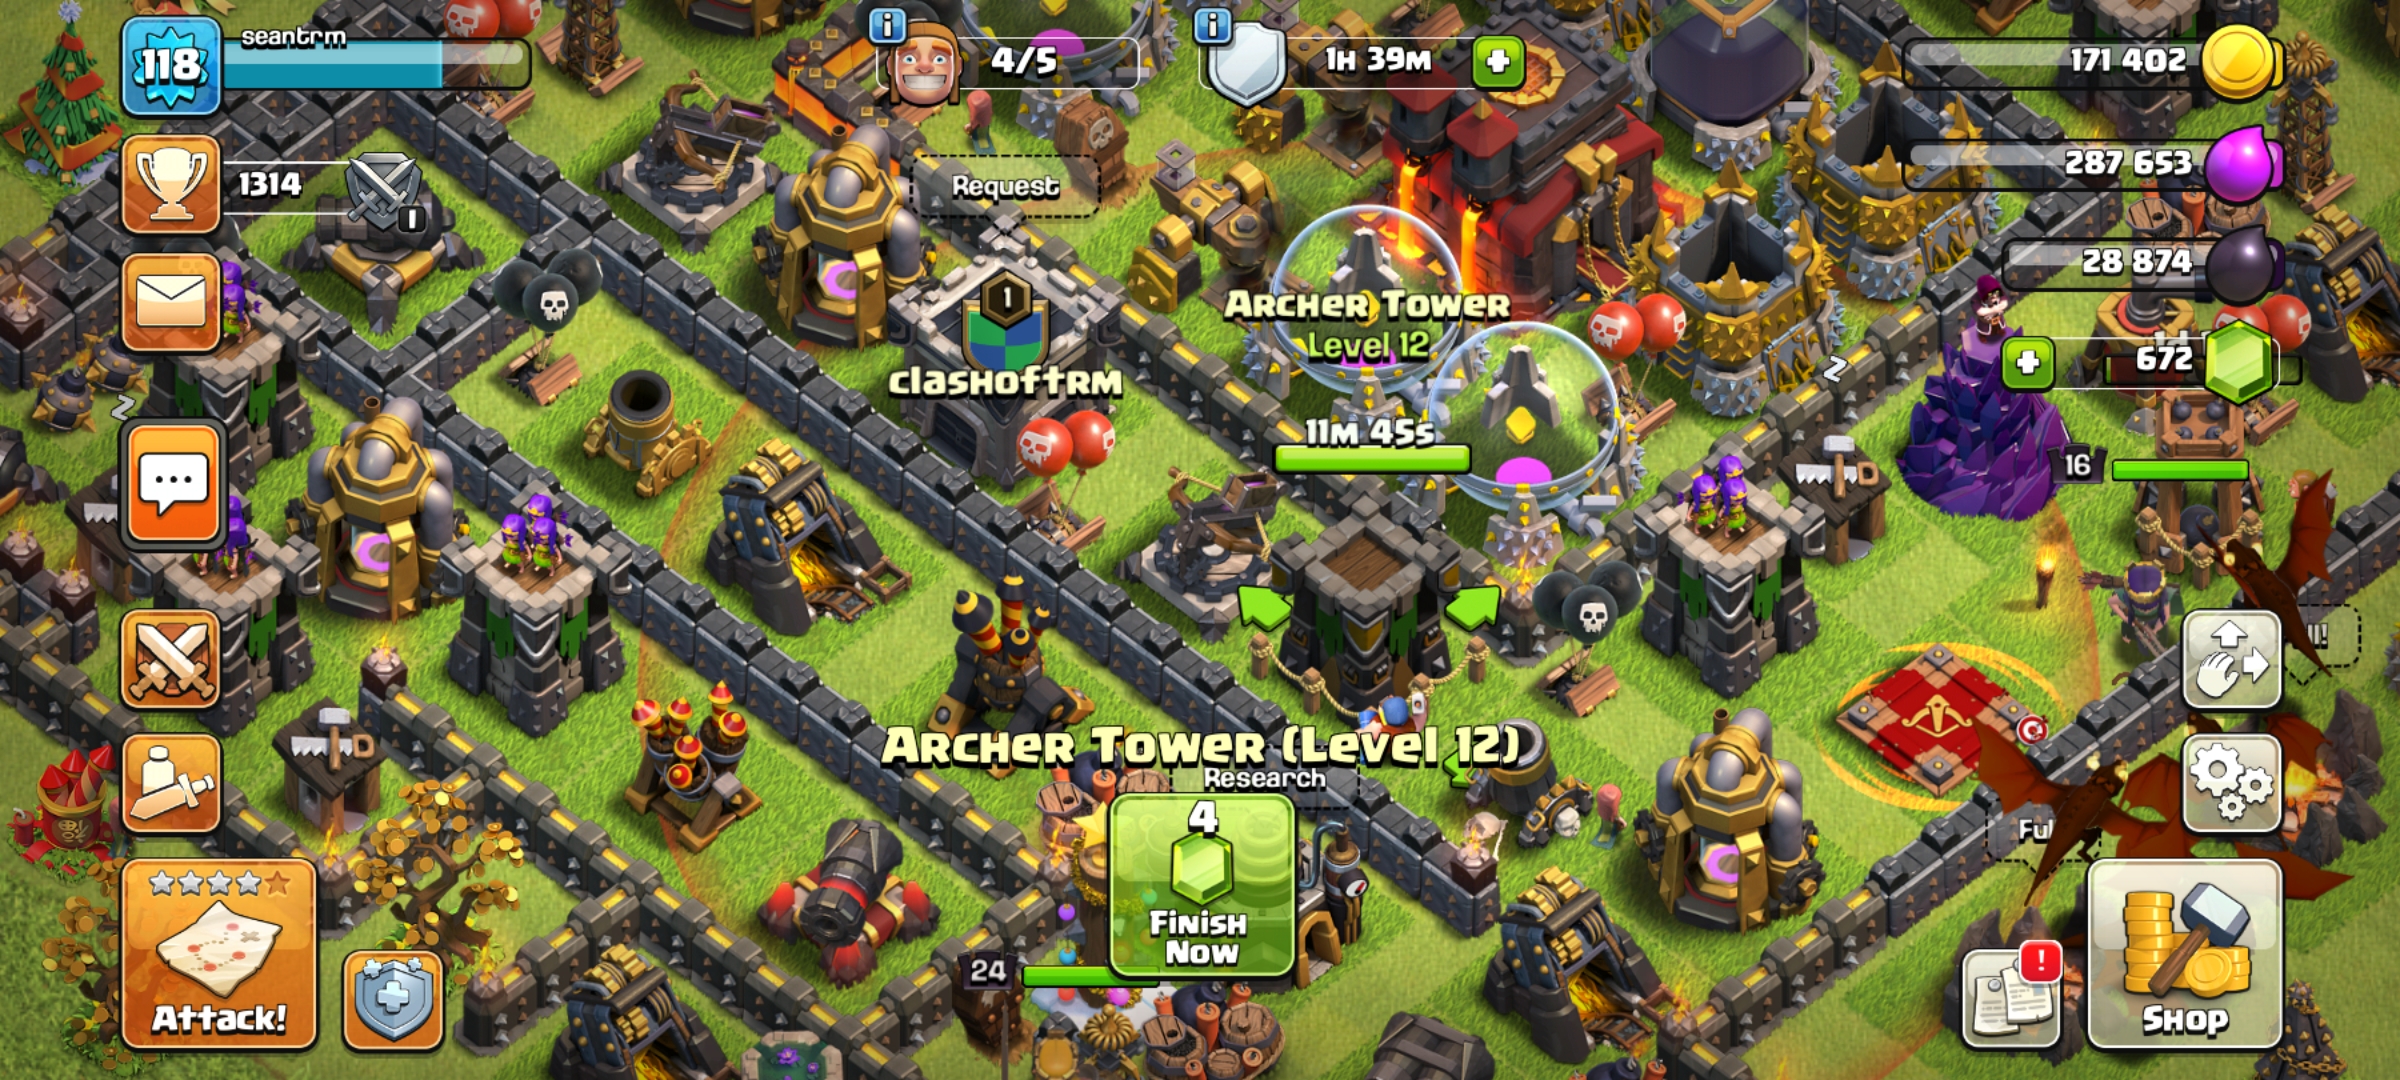 118
seantrm
4/5
1H 39M
171 402
1314
I
Request
287 653
28 874
1
clashoftrm
Archer Tower
Level 12
672
z
z
11M 45s
16
Archer Tower (Level 12)
Research
4
Finish
Now
24
Attack!
!
Shop